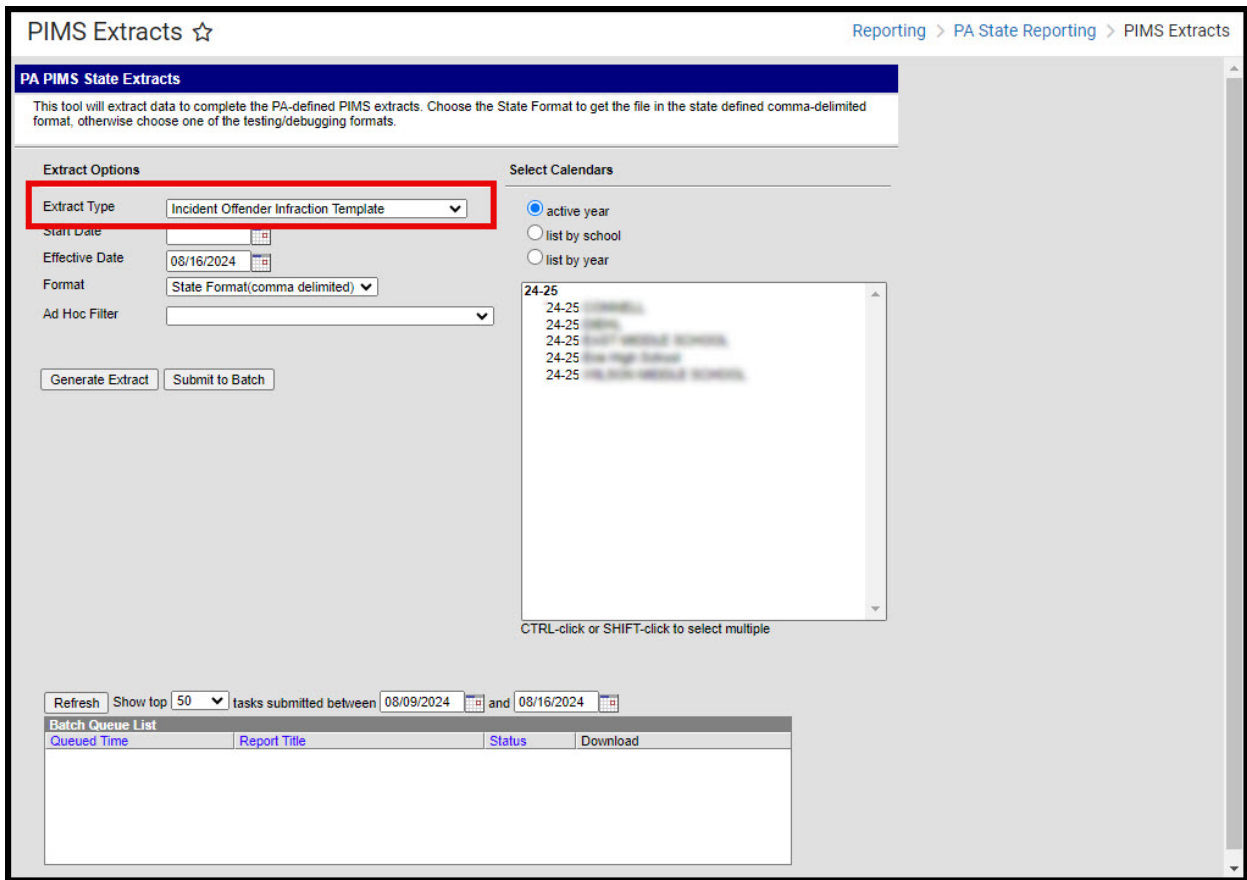 PIMS Extracts ☆
Reporting > PA State Reporting > PIMS Extracts
PA PIMS State Extracts
This tool will extract data to complete the PA-defined PIMS extracts. Choose the State Format to get the file in the state defined comma-delimited
format, otherwise choose one of the testing/debugging formats.
Extract Options
Extract Type Incident Offender Infraction Template
Start Date
Effective Date 08/16/2024
Format State Format(comma delimited)
Ad Hoc Filter
Generate Extract Submit to Batch
Select Calendars
active year
list by school
list by year
24-25
24-25
24-25
24-25
24-25
24-25
CTRL-click or SHIFT-click to select multiple
Refresh Show top 50 tasks submitted between 08/09/2024 and 08/16/2024
Batch Queue List
Queued Time Report Title Status Download